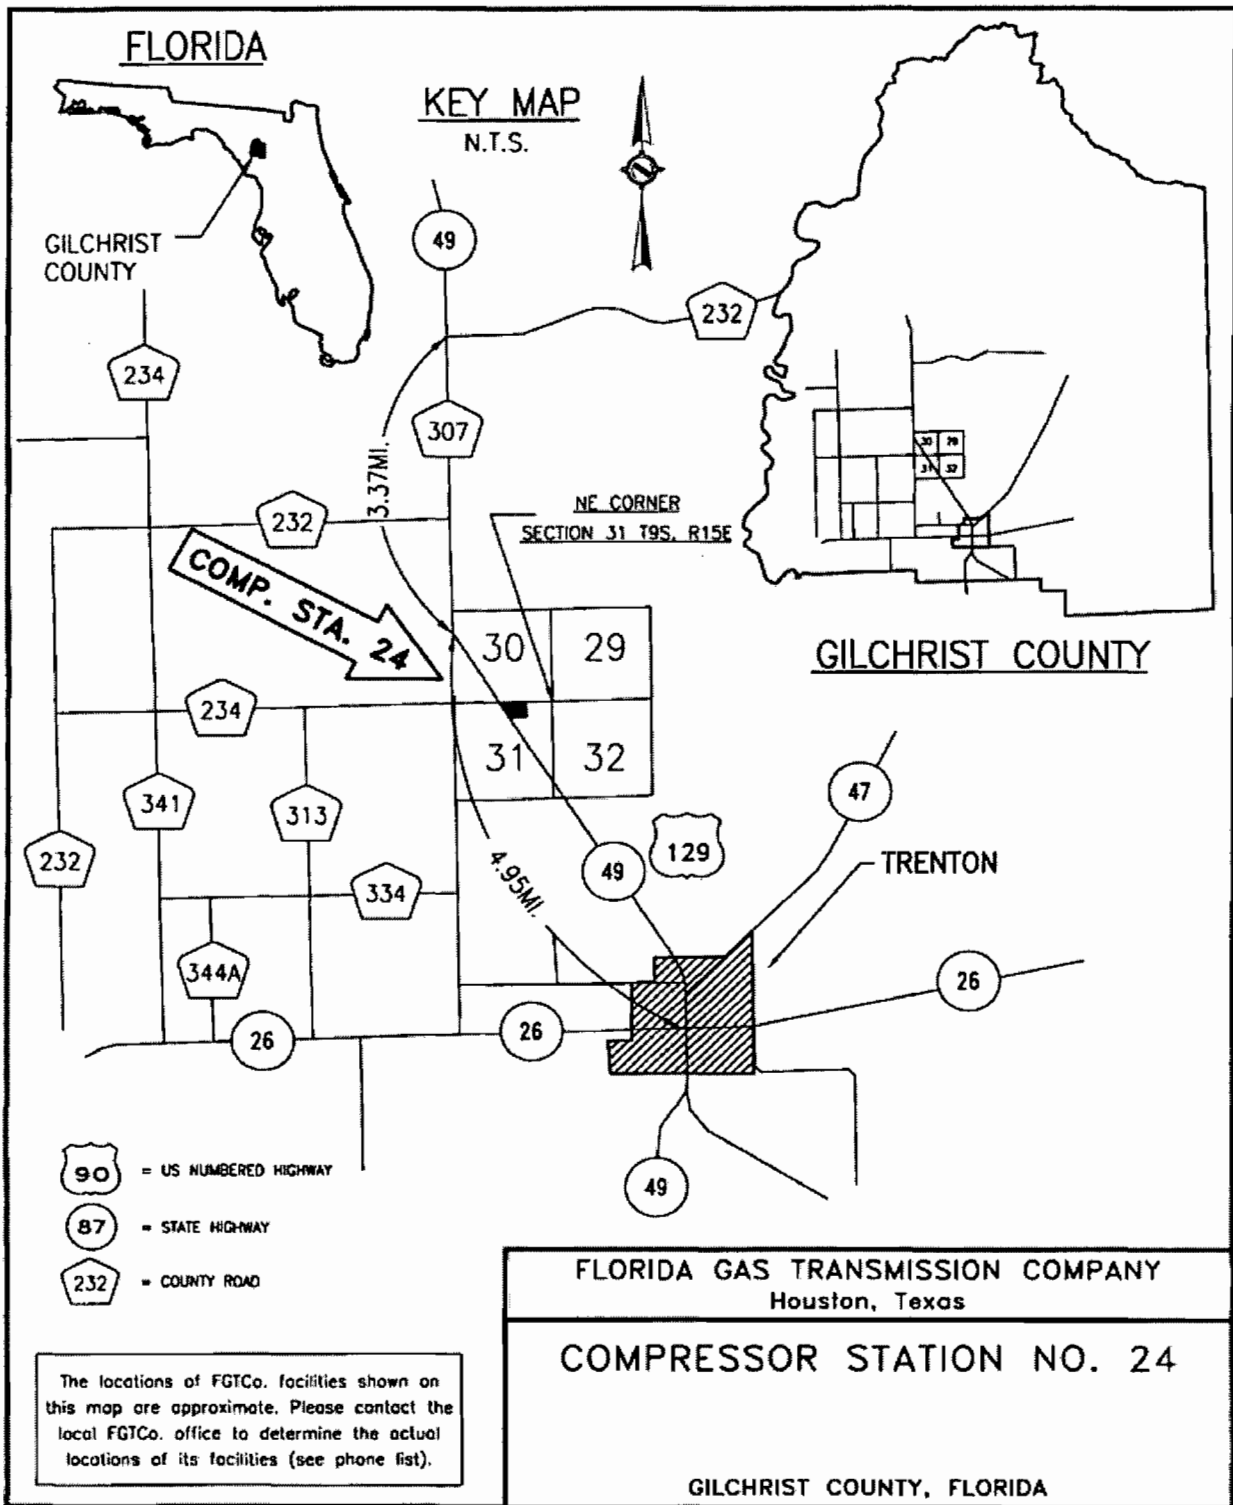 FLORIDA
KEY MAP
N.T.S.
GILCHRIST
COUNTY
49
232
234
307
3.37MI.
30 29
31 32
232
NE CORNER
SECTION 31 T9S, R15E
COMP. STA. 24
30 29
GILCHRIST COUNTY
234
31 32
341
313
47
232
129
49
TRENTON
334
4.95MI.
344A
26
26
26
49
90 = US NUMBERED HIGHWAY
87 = STATE HIGHWAY
232 = COUNTY ROAD
The locations of FGTCo. facilities shown on
this map are approximate. Please contact the
local FGTCo. office to determine the actual
locations of its facilities (see phone list).
FLORIDA GAS TRANSMISSION COMPANY
Houston, Texas
COMPRESSOR STATION NO. 24
GILCHRIST COUNTY, FLORIDA